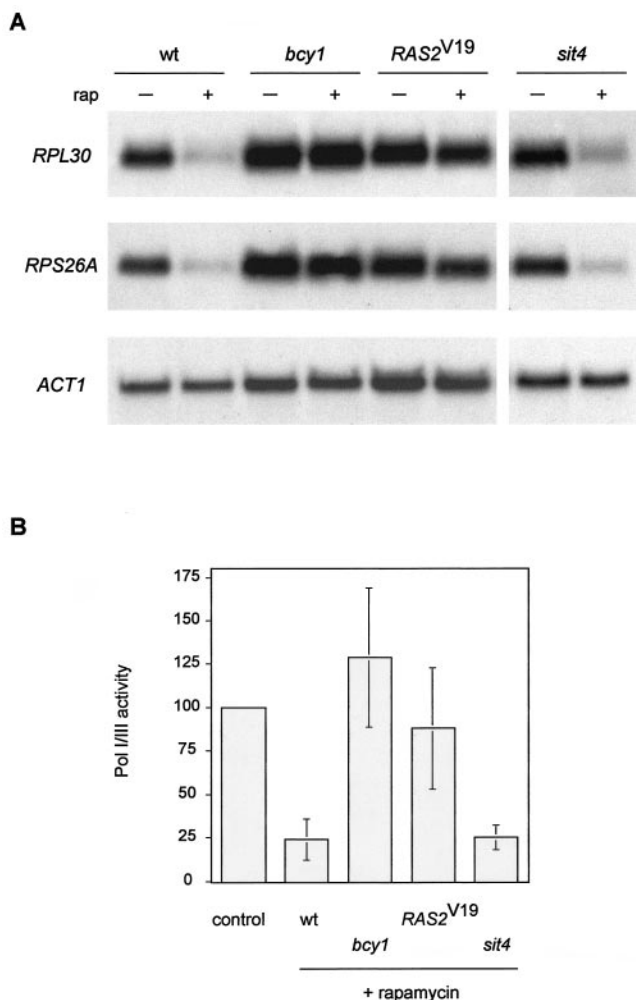 A
wt bcy1 RAS2V19 sit4
rap – + – + – + – +
RPL30
RPS26A
ACT1
B
175
150
125
100
75
50
25
0
Pol I/III activity
control wt RAS2V19
bcy1 sit4
+ rapamycin